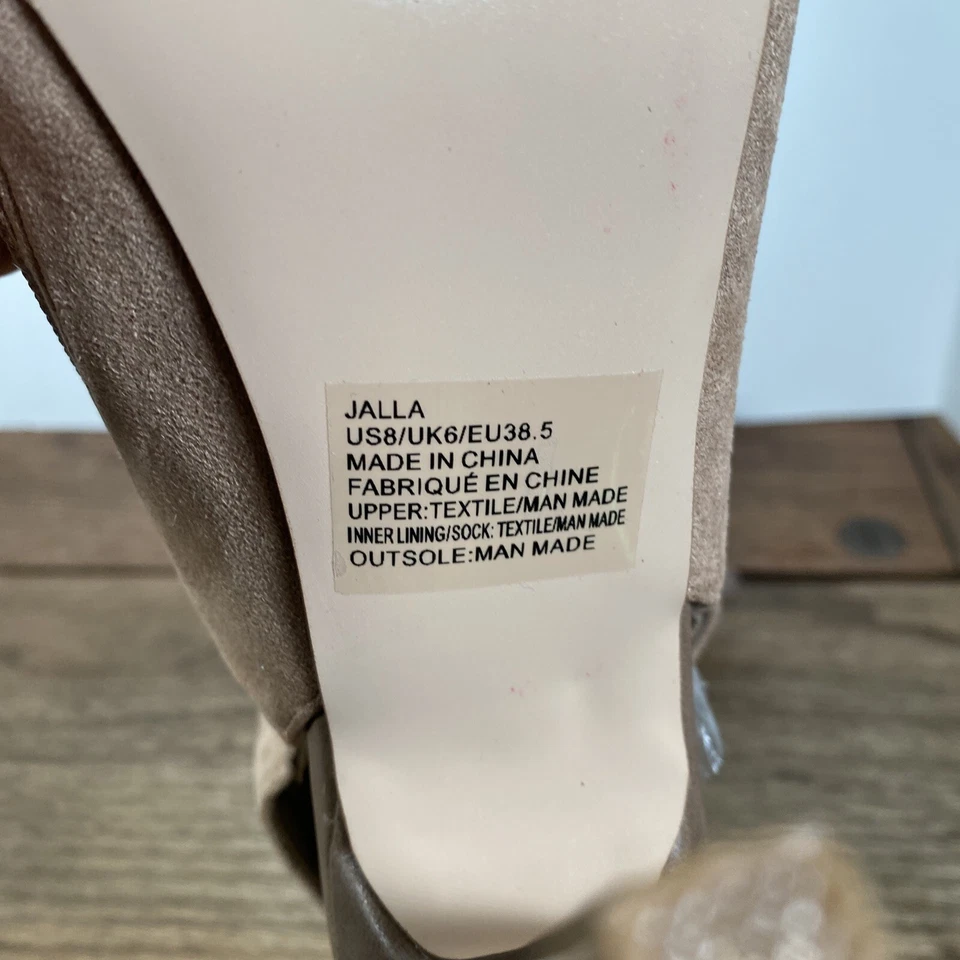 JALLA
US8/UK6/EU38.5
MADE IN CHINA
FABRIQUÉ EN CHINE
UPPER:TEXTILE/MAN MADE
INNER LINING/SOCK: TEXTILE/MAN MADE
OUTSOLE:MAN MADE